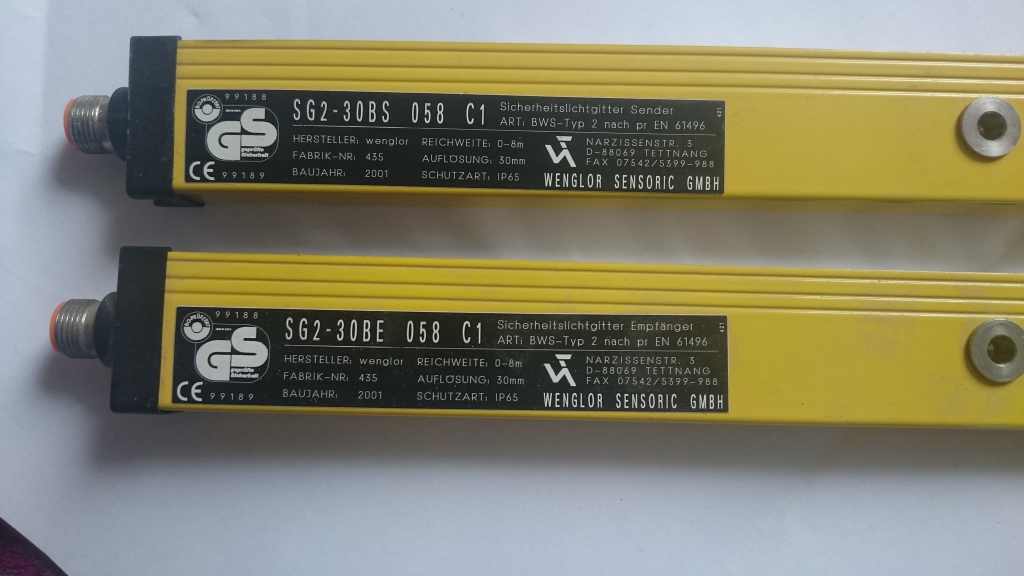 99188
GS
geprüfte
Sicherheit
CE 99189
SG2-30BS 058 C1
Sicherheitslichtgitter Sender
ART: BWS-Typ 2 nach pr EN 61496
HERSTELLER: wenglor REICHWEITE: 0-8m
FABRIK-NR: 435 AUFLÖSUNG: 30mm
BAUJAHR: 2001 SCHUTZART: IP65
NARZISSENSTR. 3
D-88069 TETTNANG
FAX 07542/5399-988
WENGLOR SENSORIC GMBH
99188
GS
geprüfte
Sicherheit
CE 99189
SG2-30BE 058 C1
Sicherheitslichtgitter Empfänger
ART: BWS-Typ 2 nach pr EN 61496
HERSTELLER: wenglor REICHWEITE: 0-8m
FABRIK-NR: 435 AUFLÖSUNG: 30mm
BAUJAHR: 2001 SCHUTZART: IP65
NARZISSENSTR. 3
D-88069 TETTNANG
FAX 07542/5399-988
WENGLOR SENSORIC GMBH